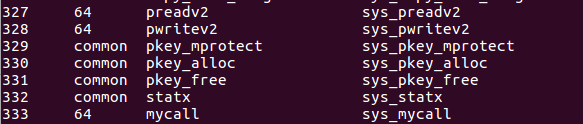 327 64 preadv2 sys_preadv2
328 64 pwritev2 sys_pwritev2
329 common pkey_mprotect sys_pkey_mprotect
330 common pkey_alloc sys_pkey_alloc
331 common pkey_free sys_pkey_free
332 common statx sys_statx
333 64 mycall sys_mycall